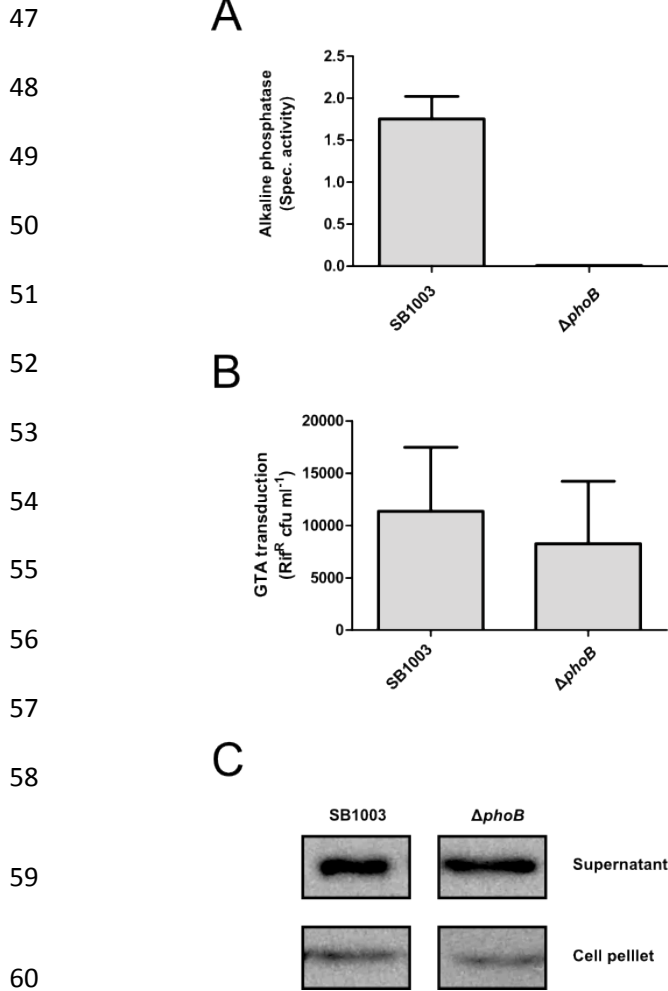 47
A
48
49
50
51
52
53
54
55
56
57
58
59
60
2.5
2.0
1.5
1.0
0.5
0.0
Alkaline phosphatase
(Spec. activity)
SB1003
ΔphoB
B
20000
15000
10000
5000
0
GTA transduction
(Rifᴿ cfu ml⁻¹)
SB1003
ΔphoB
C
SB1003 ΔphoB
Supernatant
Cell pelllet